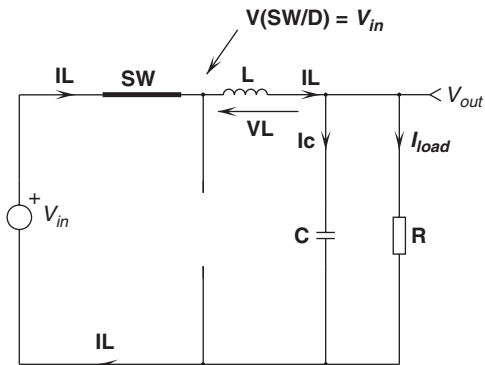 V(SW/D) = Vin
IL SW L IL
Vout
VL
Ic Iload
+
Vin
C R
IL